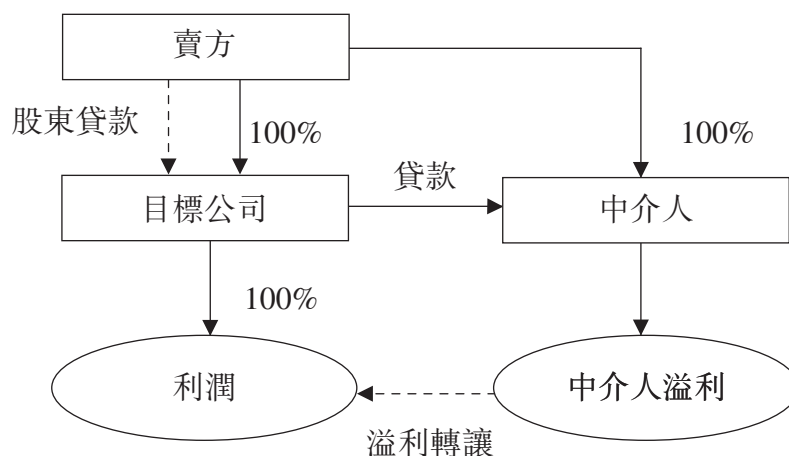 賣方
股東貸款
100%
100%
目標公司
貸款
中介人
100%
利潤
中介人溢利
溢利轉讓